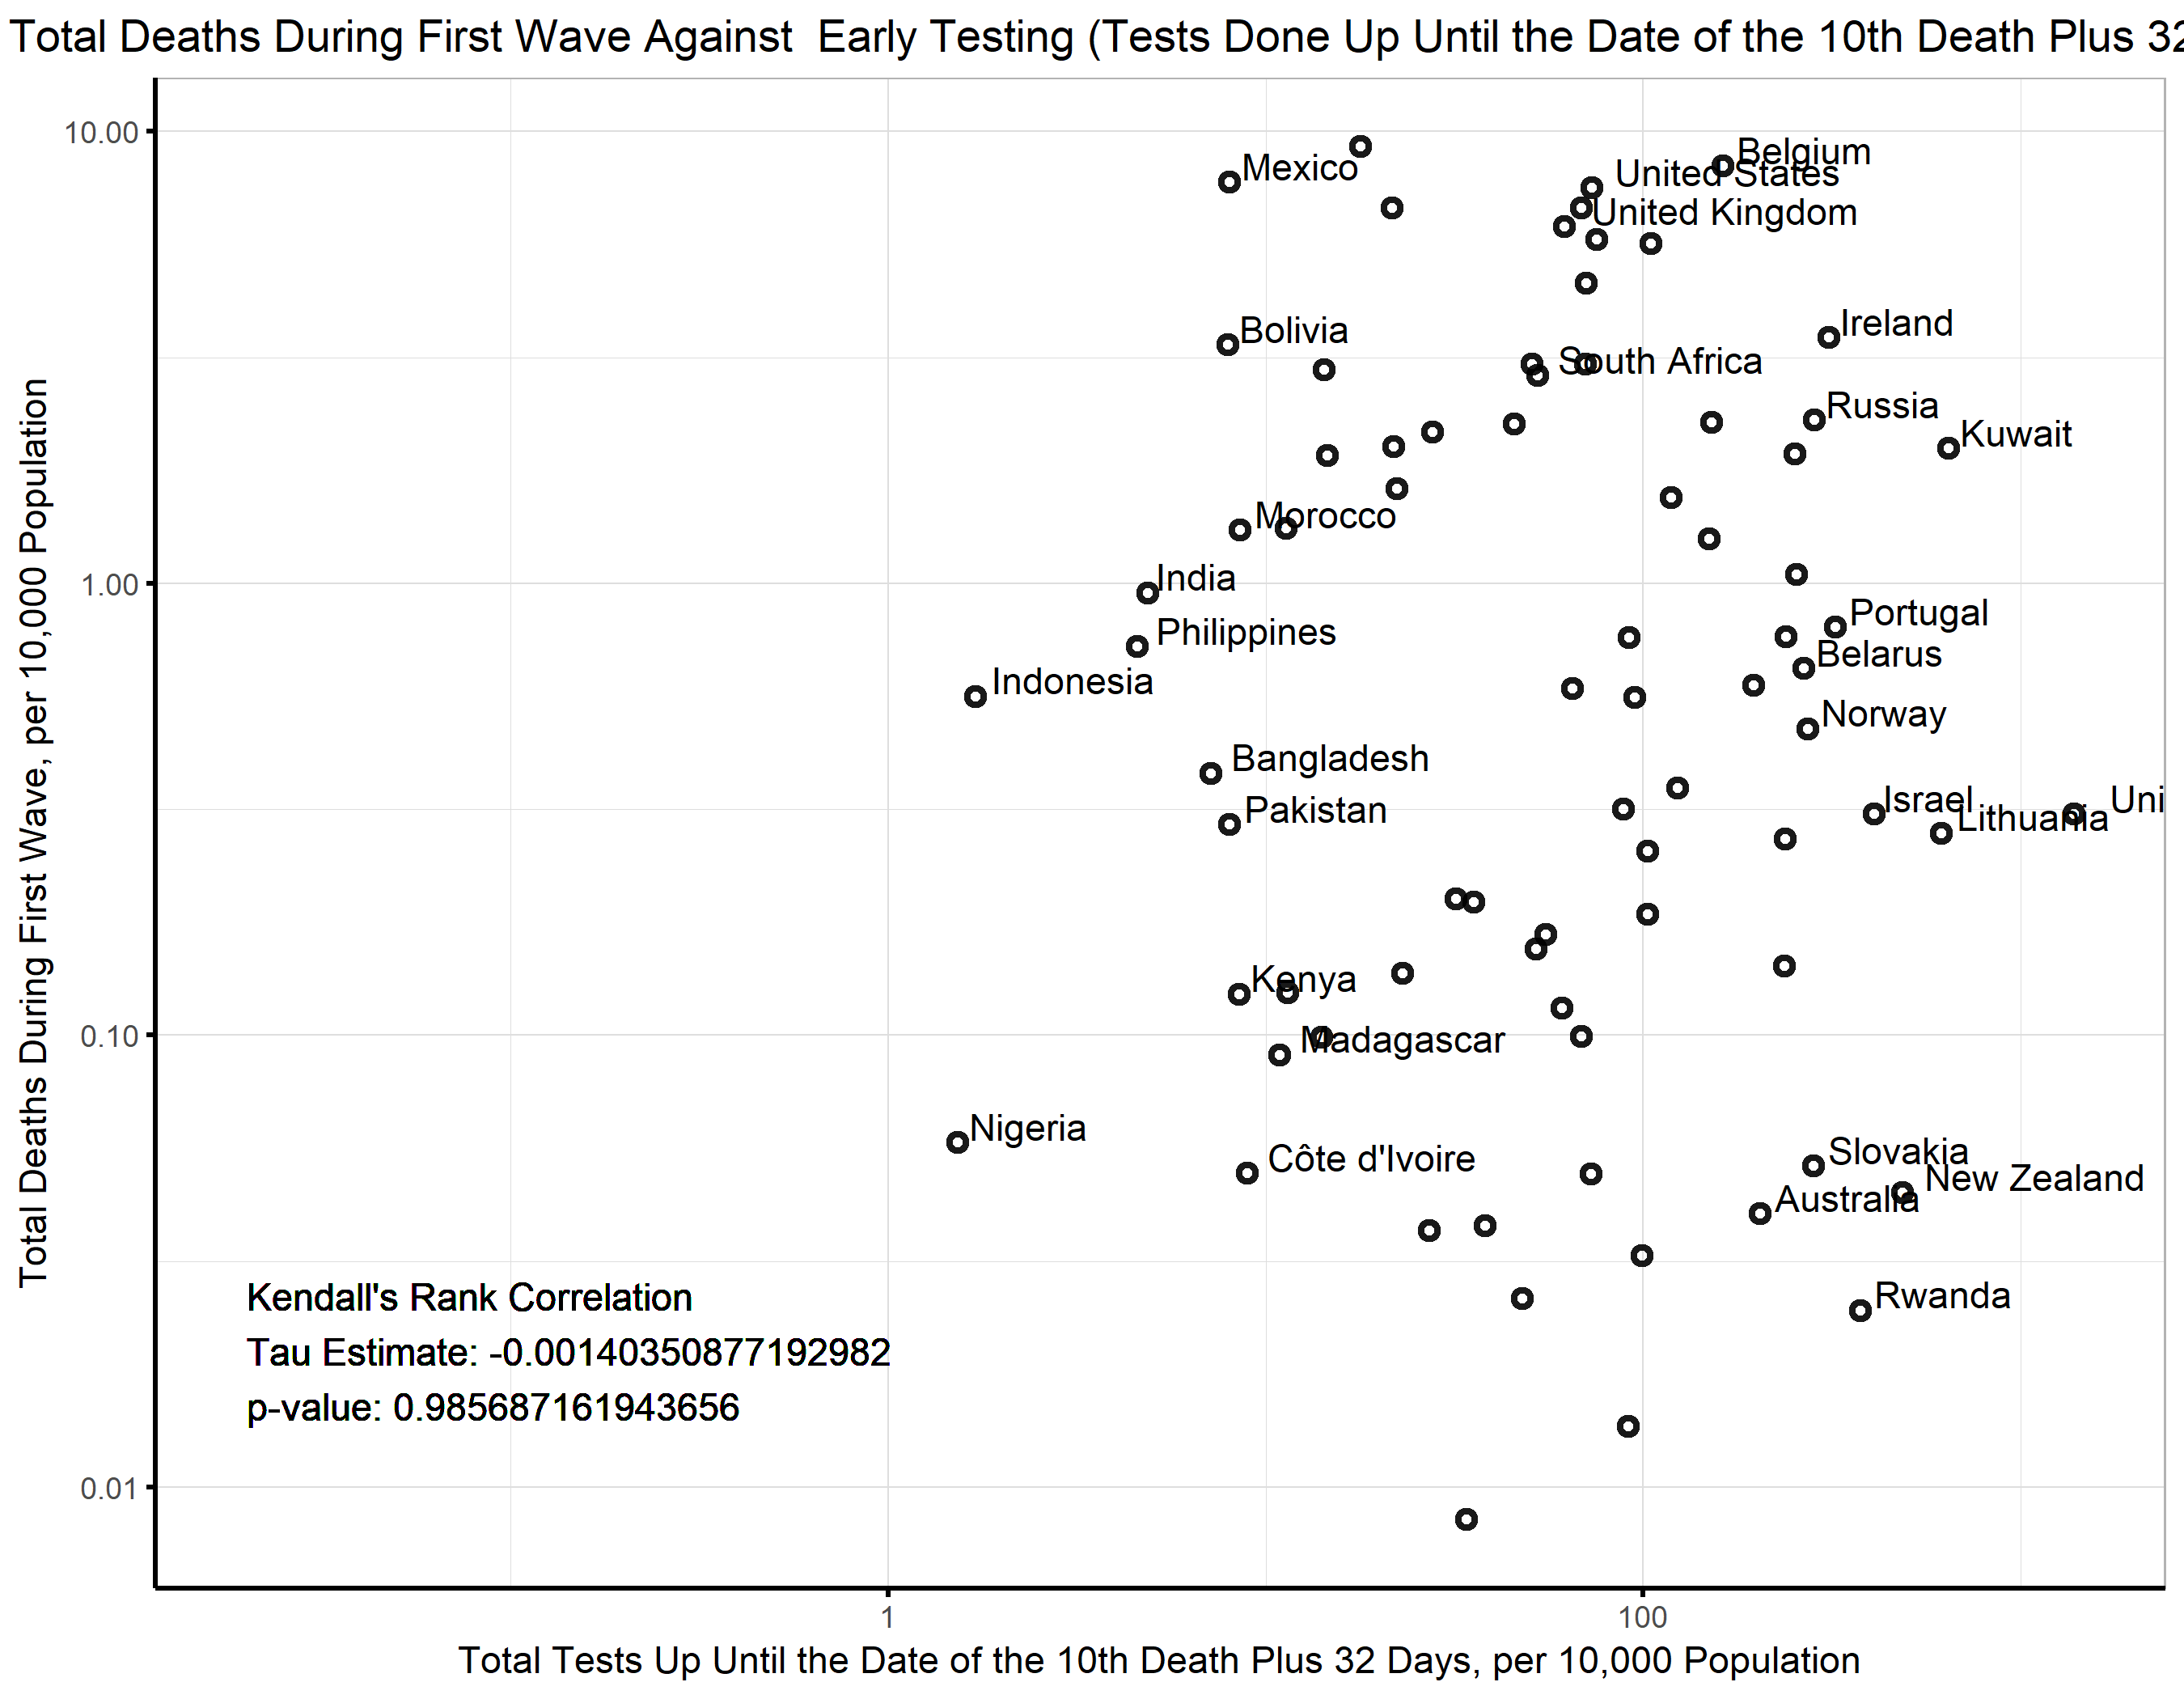 Total Deaths During First Wave Against  Early Testing (Tests Done Up Until the Date of the 10th Death Plus 32
Total Deaths During First Wave, per 10,000 Population
10.00
1.00
0.10
0.01
Mexico
Belgium
United States
United Kingdom
Bolivia
Ireland
South Africa
Russia
Kuwait
Morocco
India
Portugal
Philippines
Belarus
Indonesia
Norway
Bangladesh
Israel
Uni
Pakistan
Lithuania
Kenya
Madagascar
Nigeria
Slovakia
Côte d'Ivoire
New Zealand
Australia
Rwanda
Kendall's Rank Correlation
Tau Estimate: -0.00140350877192982
p-value: 0.985687161943656
1
100
Total Tests Up Until the Date of the 10th Death Plus 32 Days, per 10,000 Population